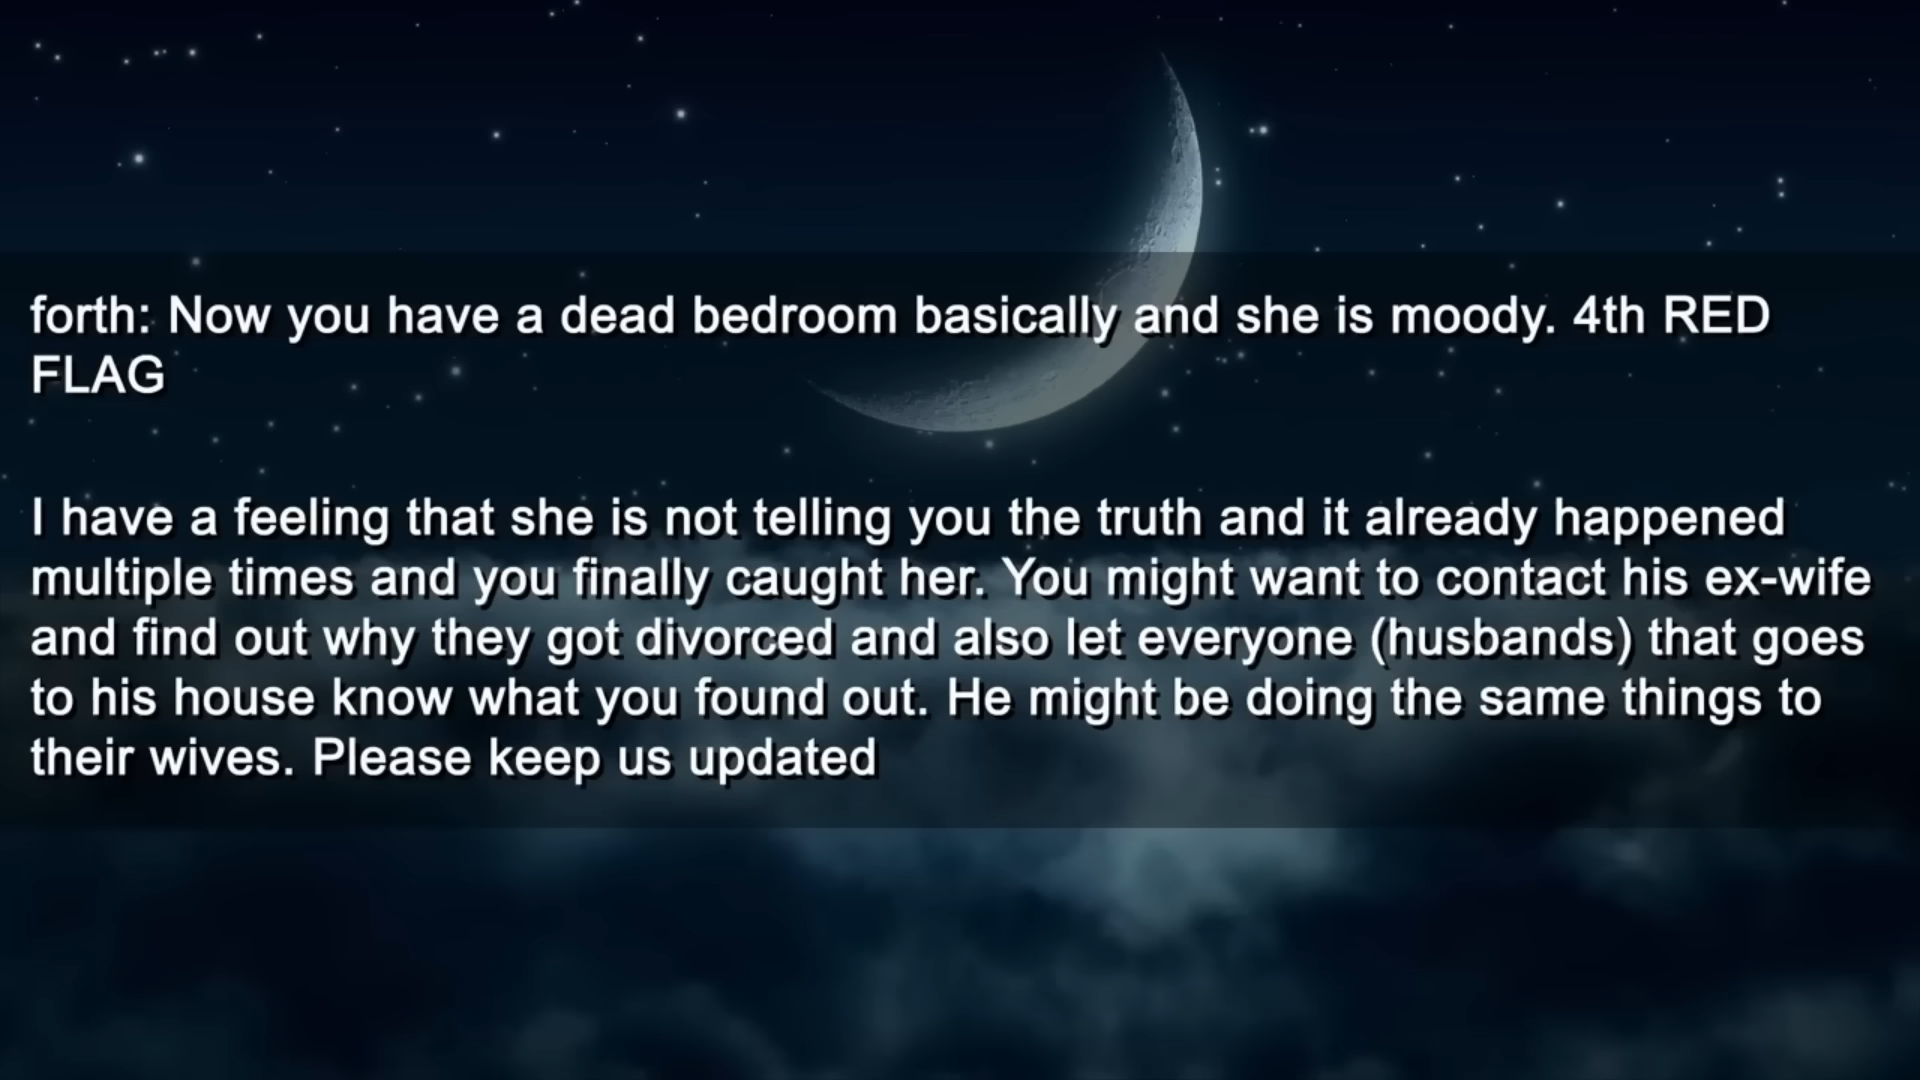 forth: Now you have a dead bedroom basically and she is moody. 4th RED
FLAG
I have a feeling that she is not telling you the truth and it already happened
multiple times and you finally caught her. You might want to contact his ex-wife
and find out why they got divorced and also let everyone (husbands) that goes
to his house know what you found out. He might be doing the same things to
their wives. Please keep us updated